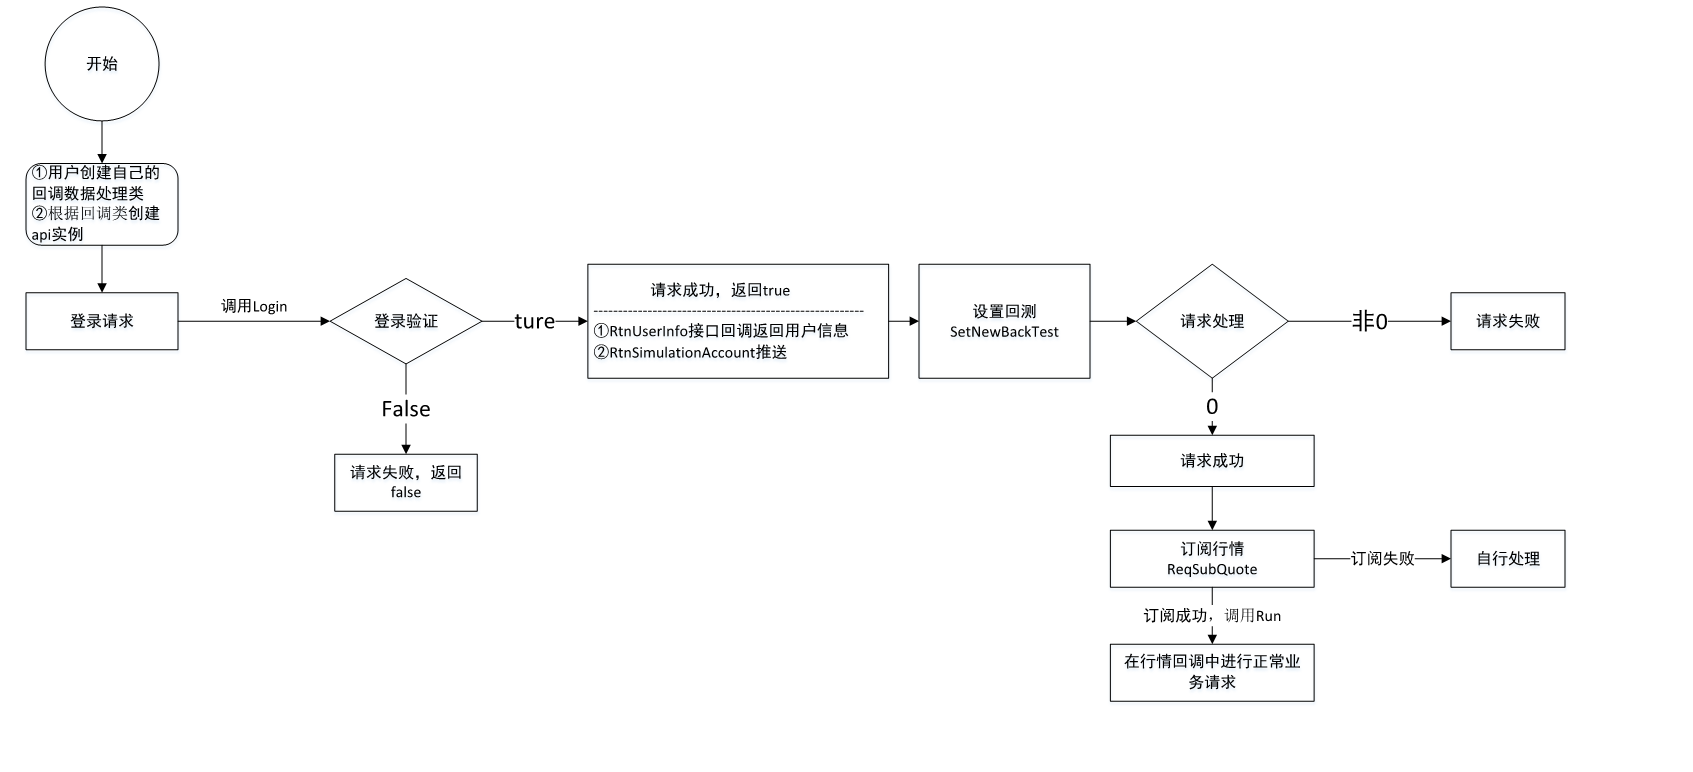 开始
①用户创建自己的
回调数据处理类
②根据回调类创建
api实例
登录请求
调用Login
登录验证
ture
False
请求失败，返回
false
请求成功，返回true
------------------------------------------------------
①RtnUserInfo接口回调返回用户信息
②RtnSimulationAccount推送
设置回测
SetNewBackTest
请求处理
非0
请求失败
0
请求成功
订阅行情
ReqSubQuote
订阅失败
自行处理
订阅成功，调用Run
在行情回调中进行正常业
务请求